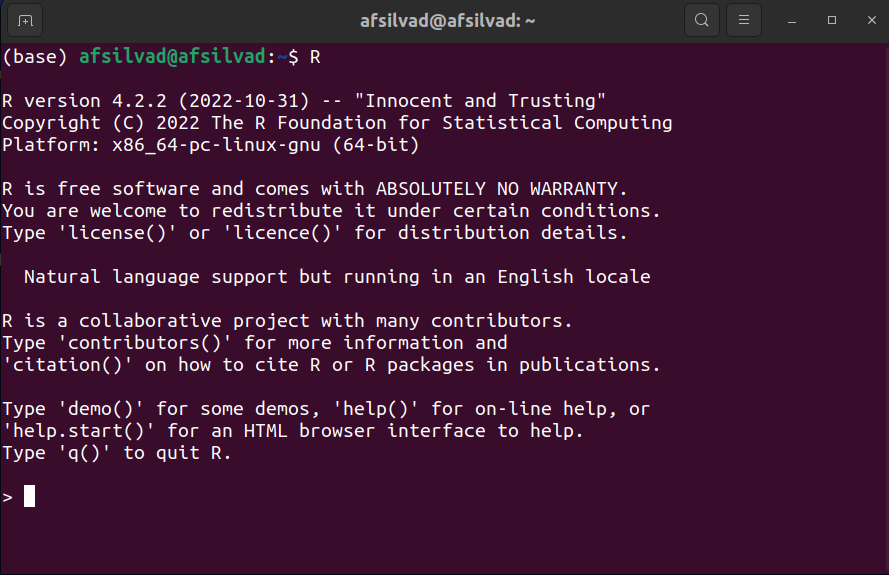 afsilvad@afsilvad: ~
(base) afsilvad@afsilvad:~$ R
R version 4.2.2 (2022-10-31) -- "Innocent and Trusting"
Copyright (C) 2022 The R Foundation for Statistical Computing
Platform: x86_64-pc-linux-gnu (64-bit)
R is free software and comes with ABSOLUTELY NO WARRANTY.
You are welcome to redistribute it under certain conditions.
Type 'license()' or 'licence()' for distribution details.
Natural language support but running in an English locale
R is a collaborative project with many contributors.
Type 'contributors()' for more information and
'citation()' on how to cite R or R packages in publications.
Type 'demo()' for some demos, 'help()' for on-line help, or
'help.start()' for an HTML browser interface to help.
Type 'q()' to quit R.
>